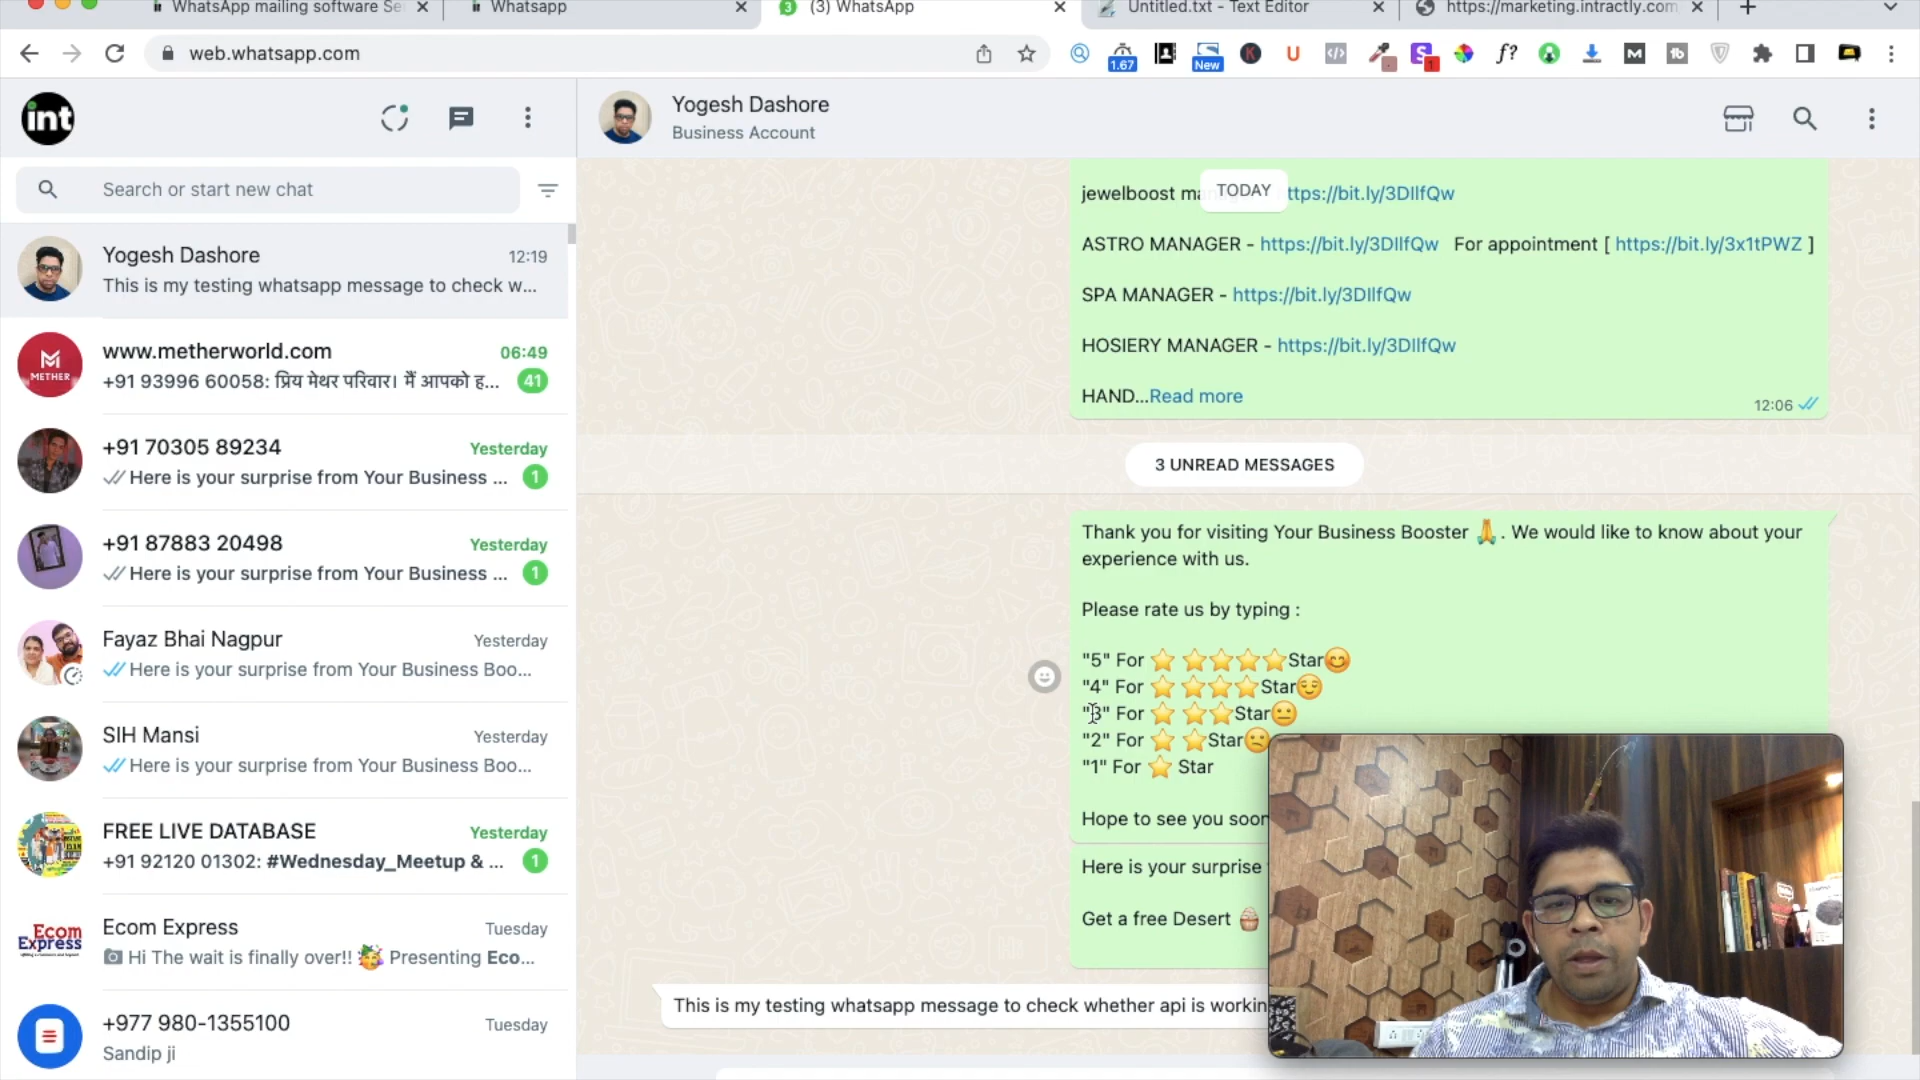 WhatsApp mailing software Se
Whatsapp
(3) WhatsApp
Untitled.txt - Text Editor
https://marketing.intractly.com
web.whatsapp.com
1.67
New
int
Yogesh Dashore
Business Account
Search or start new chat
Yogesh Dashore
12:19
This is my testing whatsapp message to check w...
METHER
www.metherworld.com
06:49
+91 93996 60058: प्रिय मेथर परिवार। मैं आपको ह...
41
+91 70305 89234
Yesterday
Here is your surprise from Your Business ...
1
+91 87883 20498
Yesterday
Here is your surprise from Your Business ...
1
Fayaz Bhai Nagpur
Yesterday
Here is your surprise from Your Business Boo...
SIH Mansi
Yesterday
Here is your surprise from Your Business Boo...
FREE LIVE DATABASE
Yesterday
+91 92120 01302: #Wednesday_Meetup & ...
1
Ecom Express
Ecom Express
Tuesday
Hi The wait is finally over!! 🥳 Presenting Eco...
+977 980-1355100
Tuesday
Sandip ji
TODAY
jewelboost ma ttps://bit.ly/3DIlfQw
ASTRO MANAGER - https://bit.ly/3DIlfQw For appointment [ https://bit.ly/3x1tPWZ ]
SPA MANAGER - https://bit.ly/3DIlfQw
HOSIERY MANAGER - https://bit.ly/3DIlfQw
HAND...Read more
12:06
3 UNREAD MESSAGES
Thank you for visiting Your Business Booster 🙏. We would like to know about your
experience with us.
Please rate us by typing :
"5" For ⭐ ⭐⭐⭐⭐Star😊
"4" For ⭐ ⭐⭐⭐Star😌
"3" For ⭐ ⭐⭐Star😐
"2" For ⭐ ⭐Star🙁
"1" For ⭐ Star
Hope to see you soon
Here is your surprise
Get a free Desert 🧁
This is my testing whatsapp message to check whether api is workin